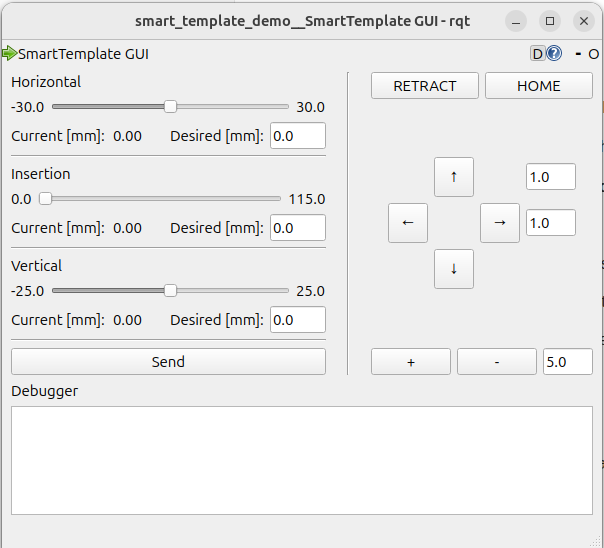 smart_template_demo__SmartTemplate GUI - rqt
SmartTemplate GUI
D ? - O
Horizontal
-30.0 30.0
Current [mm]: 0.00 Desired [mm]: 0.0
Insertion
0.0 115.0
Current [mm]: 0.00 Desired [mm]: 0.0
Vertical
-25.0 25.0
Current [mm]: 0.00 Desired [mm]: 0.0
Send
RETRACT HOME
↑ 1.0
← → 1.0
↓
+ - 5.0
Debugger